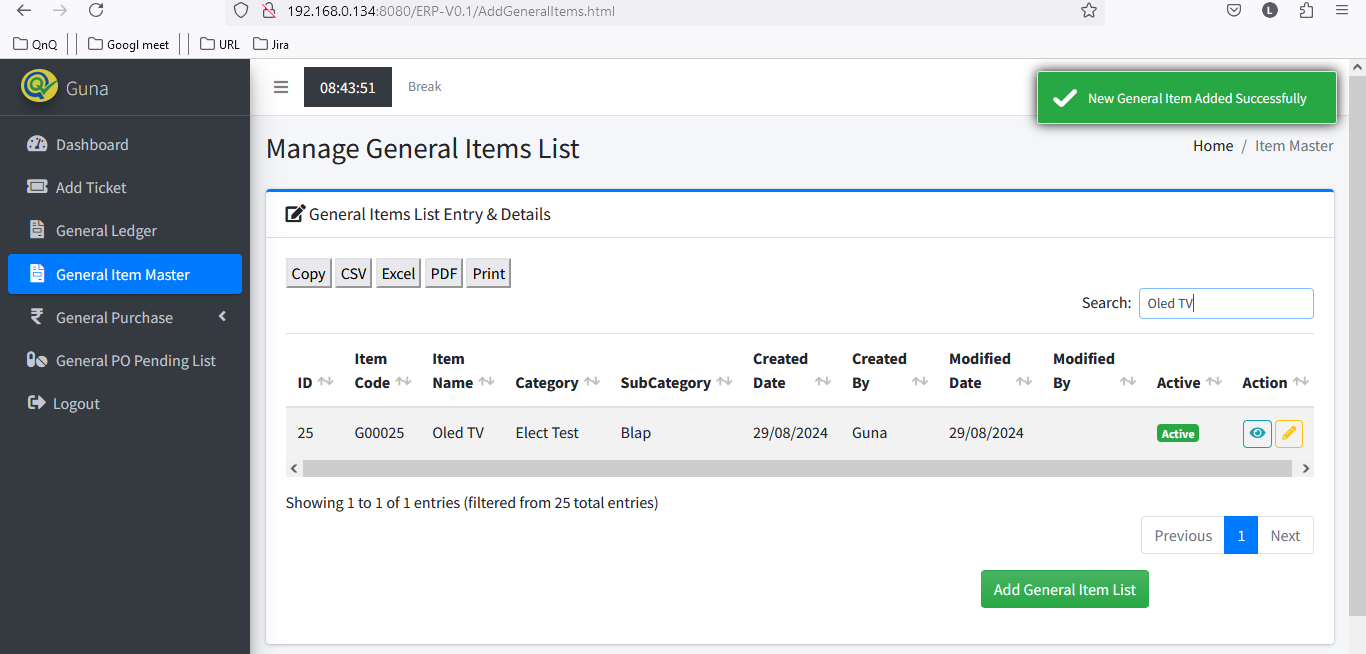 192.168.0.134:8080/ERP-V0.1/AddGeneralItems.html
L
QnQ
Googl meet
URL
Jira
Guna
08:43:51
Break
New General Item Added Successfully
Dashboard
Add Ticket
General Ledger
General Item Master
General Purchase
General PO Pending List
Logout
Manage General Items List
Home / Item Master
General Items List Entry & Details
Copy CSV Excel PDF Print
Search: Oled TV
ID Item Code Item Name Category SubCategory Created Date Created By Modified Date Modified By Active Action
25 G00025 Oled TV Elect Test Blap 29/08/2024 Guna 29/08/2024 Active
Showing 1 to 1 of 1 entries (filtered from 25 total entries)
Previous 1 Next
Add General Item List